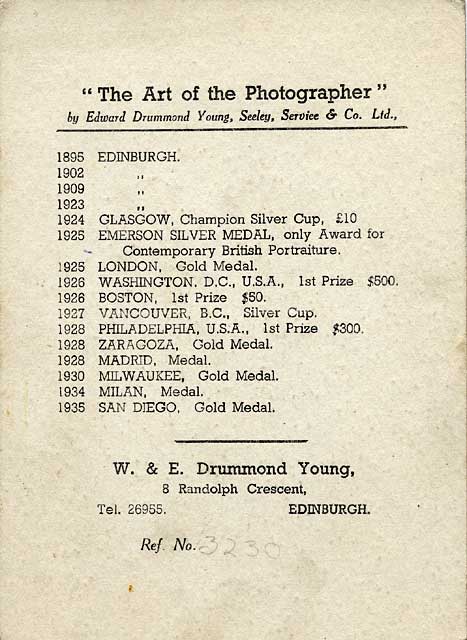 “The Art of the Photographer”
by Edward Drummond Young, Seeley, Service & Co. Ltd.,
1895 EDINBURGH.
1902 ,,
1909 ,,
1923 ,,
1924 GLASGOW, Champion Silver Cup, £10
1925 EMERSON SILVER MEDAL, only Award for
Contemporary British Portraiture.
1925 LONDON, Gold Medal.
1926 WASHINGTON, D.C., U.S.A., 1st Prize $500.
1926 BOSTON, 1st Prize $50.
1927 VANCOUVER, B.C., Silver Cup.
1928 PHILADELPHIA, U.S.A., 1st Prize $300.
1928 ZARAGOZA, Gold Medal.
1928 MADRID, Medal.
1930 MILWAUKEE, Gold Medal.
1934 MILAN, Medal.
1935 SAN DIEGO, Gold Medal.
W. & E. Drummond Young,
8 Randolph Crescent,
Tel. 26955. EDINBURGH.
Ref. No. 3230